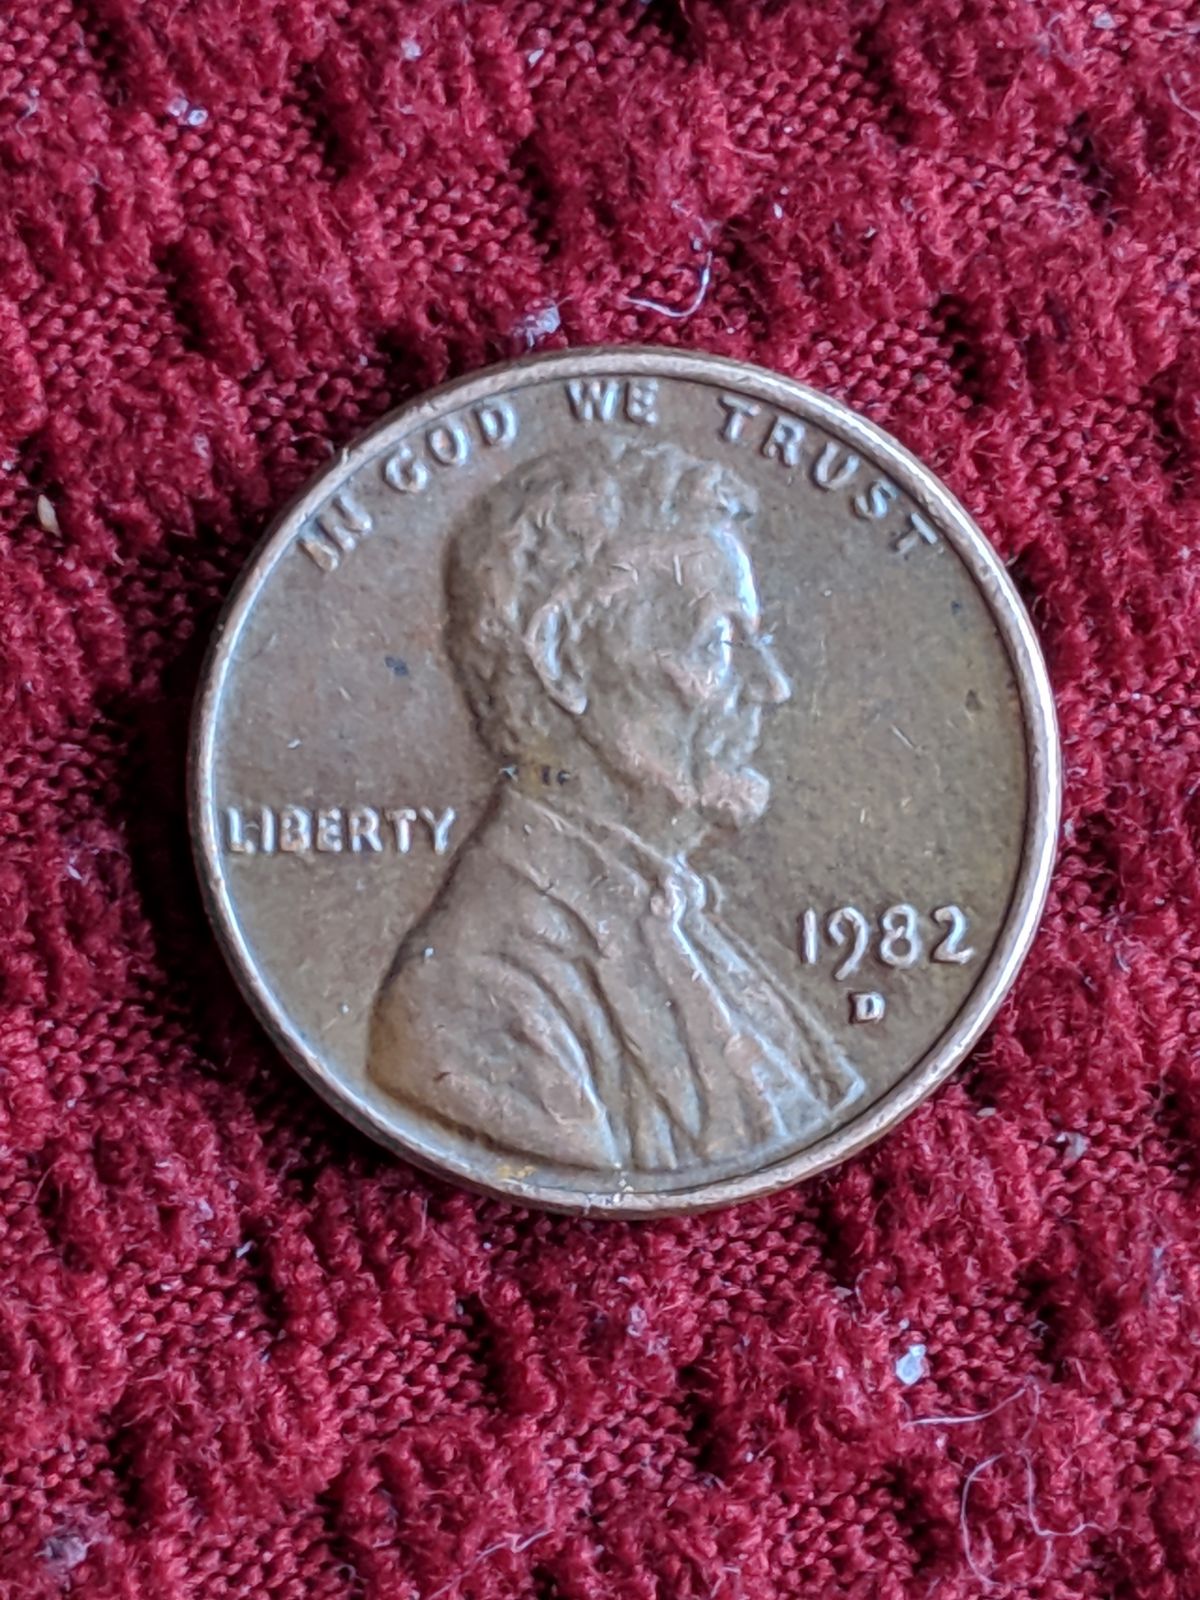 IN GOD WE TRUST
LIBERTY
1982
D